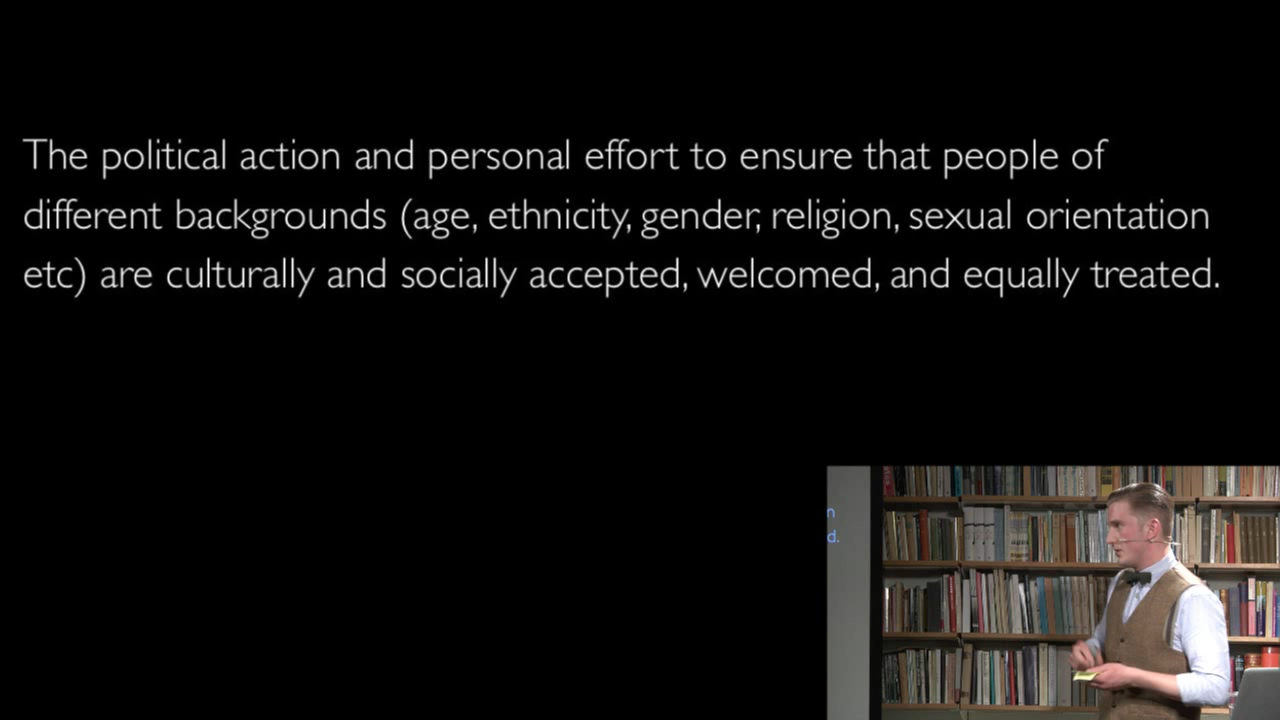 The political action and personal effort to ensure that people of
different backgrounds (age, ethnicity, gender, religion, sexual orientation
etc) are culturally and socially accepted, welcomed, and equally treated.
n
d.